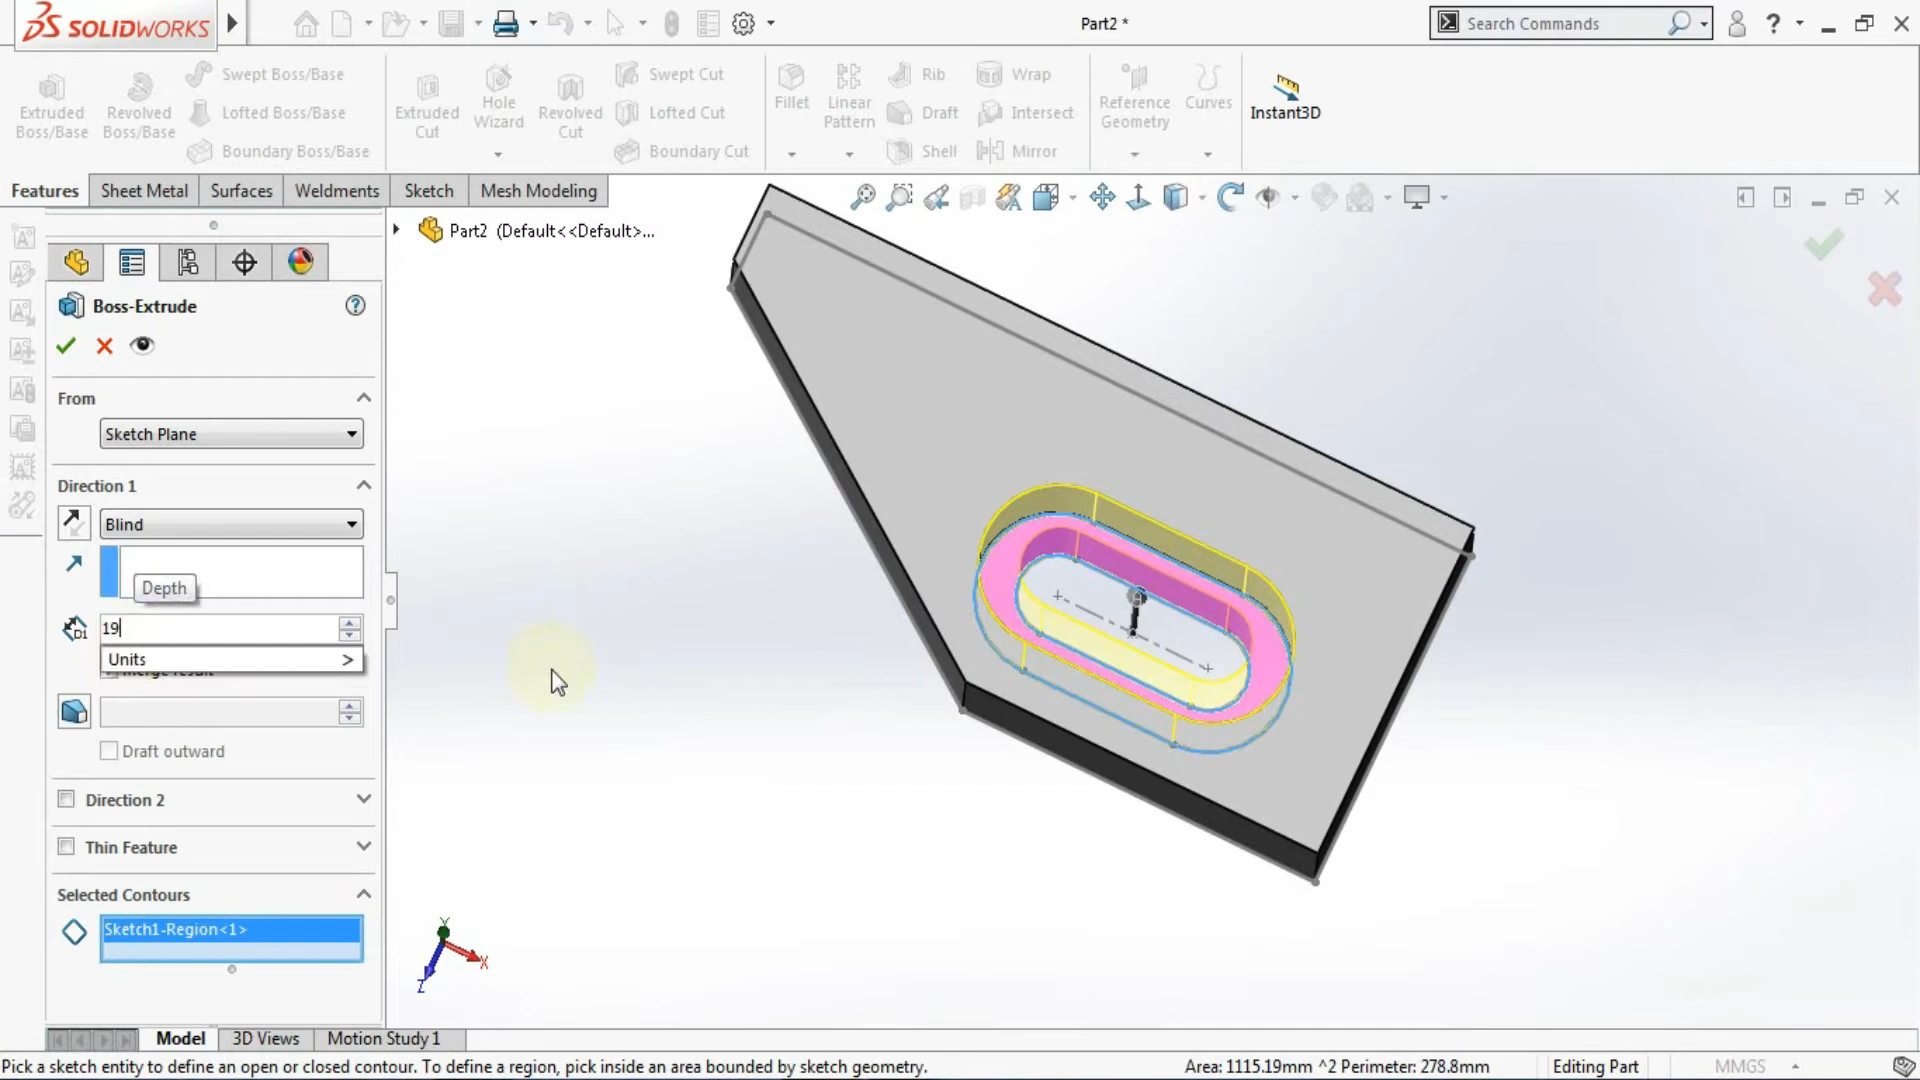 SOLIDWORKS
Part2 *
Search Commands
?
Extruded Boss/Base
Revolved Boss/Base
Swept Boss/Base
Lofted Boss/Base
Boundary Boss/Base
Extruded Cut
Hole Wizard
Revolved Cut
Swept Cut
Lofted Cut
Boundary Cut
Fillet
Linear Pattern
Rib
Draft
Shell
Wrap
Intersect
Mirror
Reference Geometry
Curves
Instant3D
Features
Sheet Metal
Surfaces
Weldments
Sketch
Mesh Modeling
Part2 (Default<<Default>...
Boss-Extrude
From
Sketch Plane
Direction 1
Blind
Depth
D1
19
Units >
Draft outward
Direction 2
Thin Feature
Selected Contours
Sketch1-Region<1>
Y
X
Z
Model
3D Views
Motion Study 1
Pick a sketch entity to define an open or closed contour. To define a region, pick inside an area bounded by sketch geometry.
Area: 1115.19mm ^2 Perimeter: 278.8mm
Editing Part
MMGS